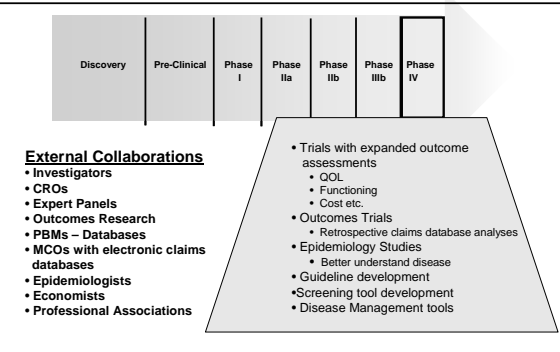 Discovery
Pre-Clinical
Phase
I
Phase
IIa
Phase
IIb
Phase
IIIb
Phase
IV
External Collaborations
• Investigators
• CROs
• Expert Panels
• Outcomes Research
• PBMs – Databases
• MCOs with electronic claims
databases
• Epidemiologists
• Economists
• Professional Associations
• Trials with expanded outcome
assessments
• QOL
• Functioning
• Cost etc.
• Outcomes Trials
• Retrospective claims database analyses
• Epidemiology Studies
• Better understand disease
• Guideline development
•Screening tool development
• Disease Management tools